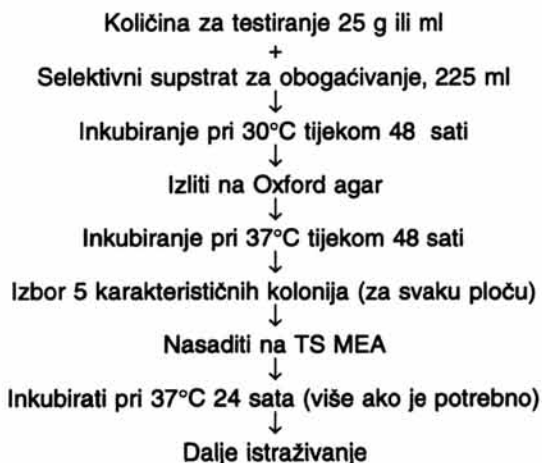 Količina za testiranje 25 g ili ml
+
Selektivni supstrat za obogaćivanje, 225 ml
↓
Inkubiranje pri 30°C tijekom 48 sati
↓
Izliti na Oxford agar
↓
Inkubiranje pri 37°C tijekom 48 sati
↓
Izbor 5 karakterističnih kolonija (za svaku ploču)
↓
Nasaditi na TS MEA
↓
Inkubirati pri 37°C 24 sata (više ako je potrebno)
↓
Dalje istraživanje